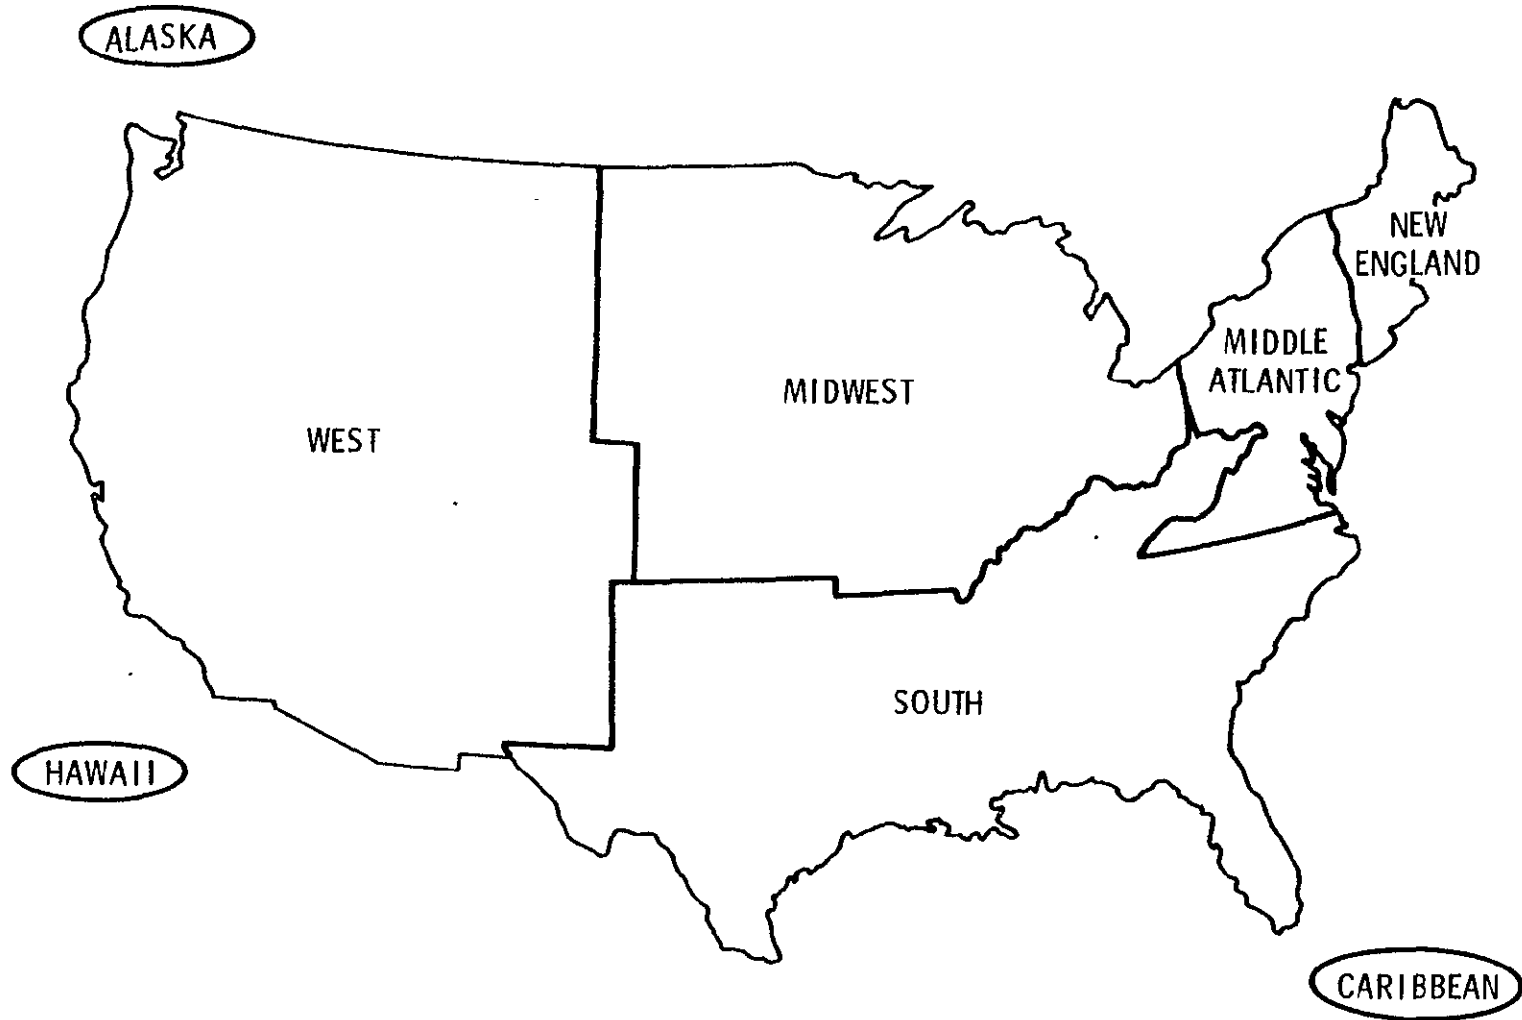 ALASKA
NEW
ENGLAND
MIDDLE
ATLANTIC
MIDWEST
WEST
SOUTH
HAWAII
CARIBBEAN